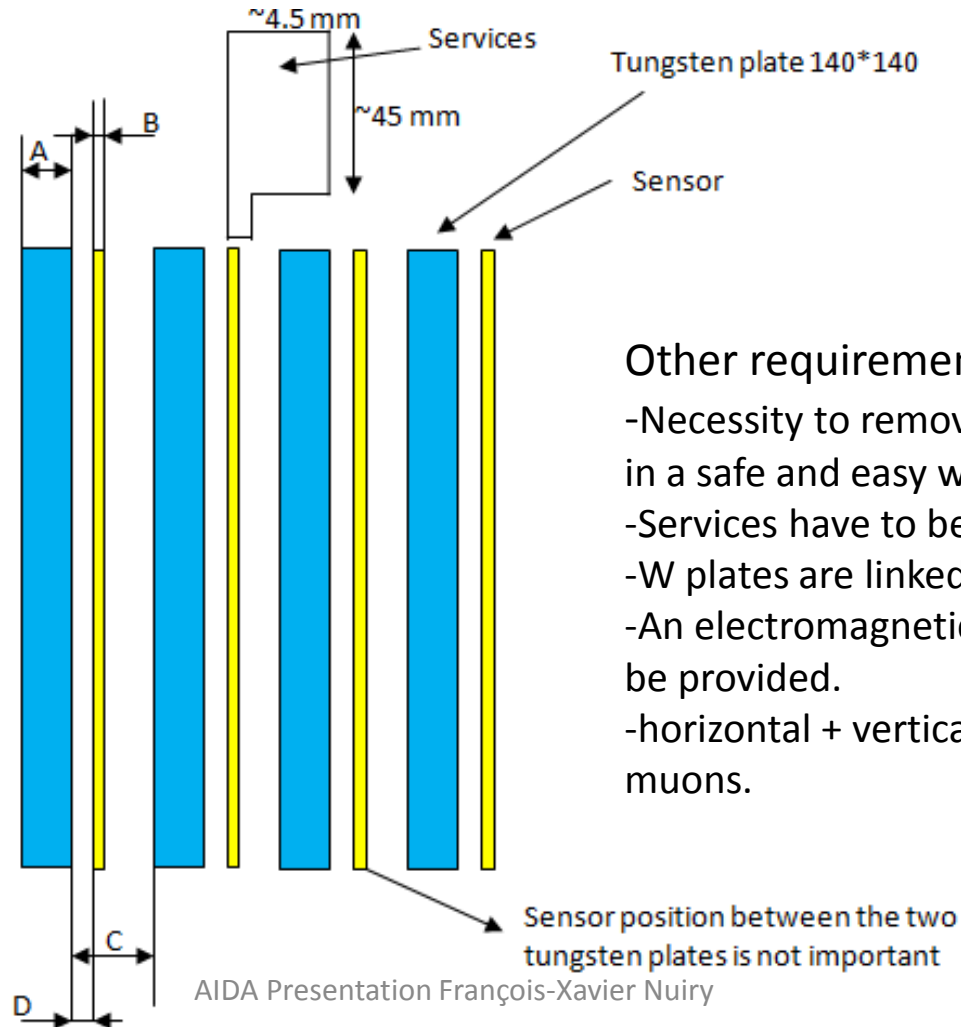 ~4.5 mm
Services
Tungsten plate 140*140
~45 mm
B
A
Sensor
Other requiremen
-Necessity to remov
in a safe and easy w
-Services have to be
-W plates are linked
-An electromagnetic
be provided.
-horizontal + vertica
muons.
Sensor position between the two
tungsten plates is not important
C
AIDA Presentation François-Xavier Nuiry
D